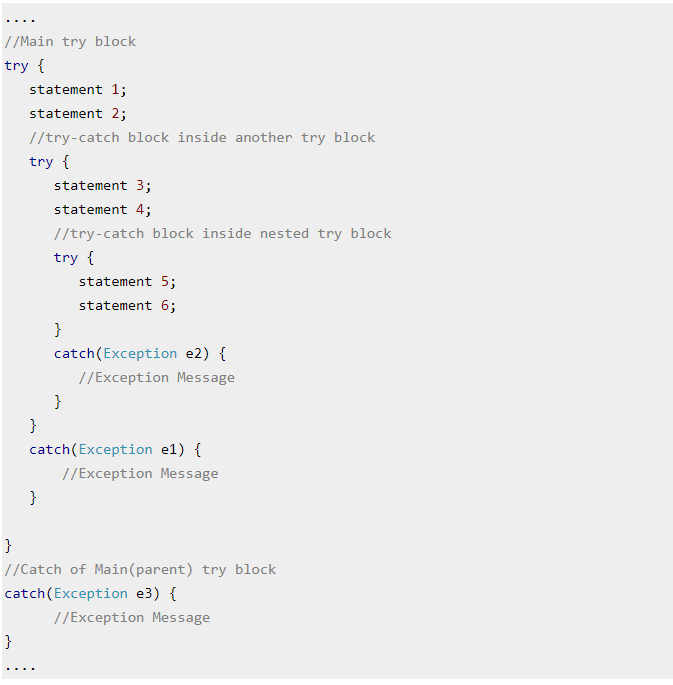 ....
//Main try block
try {
   statement 1;
   statement 2;
   //try-catch block inside another try block
   try {
      statement 3;
      statement 4;
      //try-catch block inside nested try block
      try {
         statement 5;
         statement 6;
      }
      catch(Exception e2) {
         //Exception Message
      }
   }
   catch(Exception e1) {
       //Exception Message
   }
}
//Catch of Main(parent) try block
catch(Exception e3) {
      //Exception Message
}
....